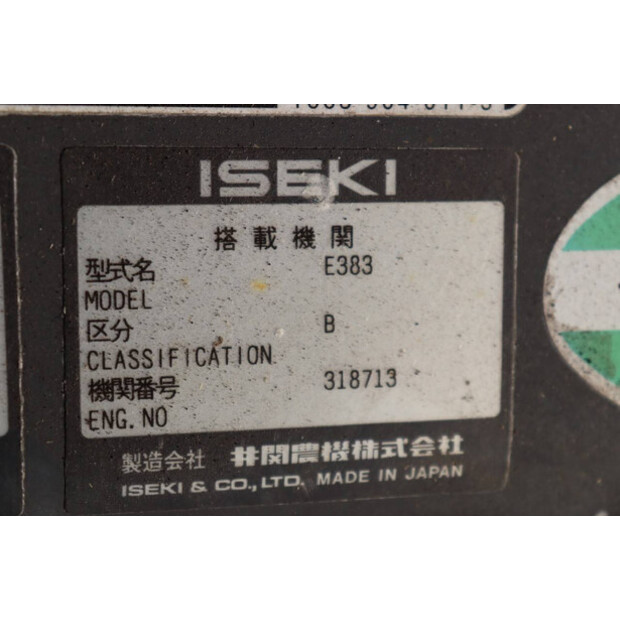 ISEKI
搭載機関
型式名 E383
MODEL
区分 B
CLASSIFICATION
機関番号 318713
ENG. NO
製造会社 井関農機株式会社
ISEKI & CO., LTD. MADE IN JAPAN